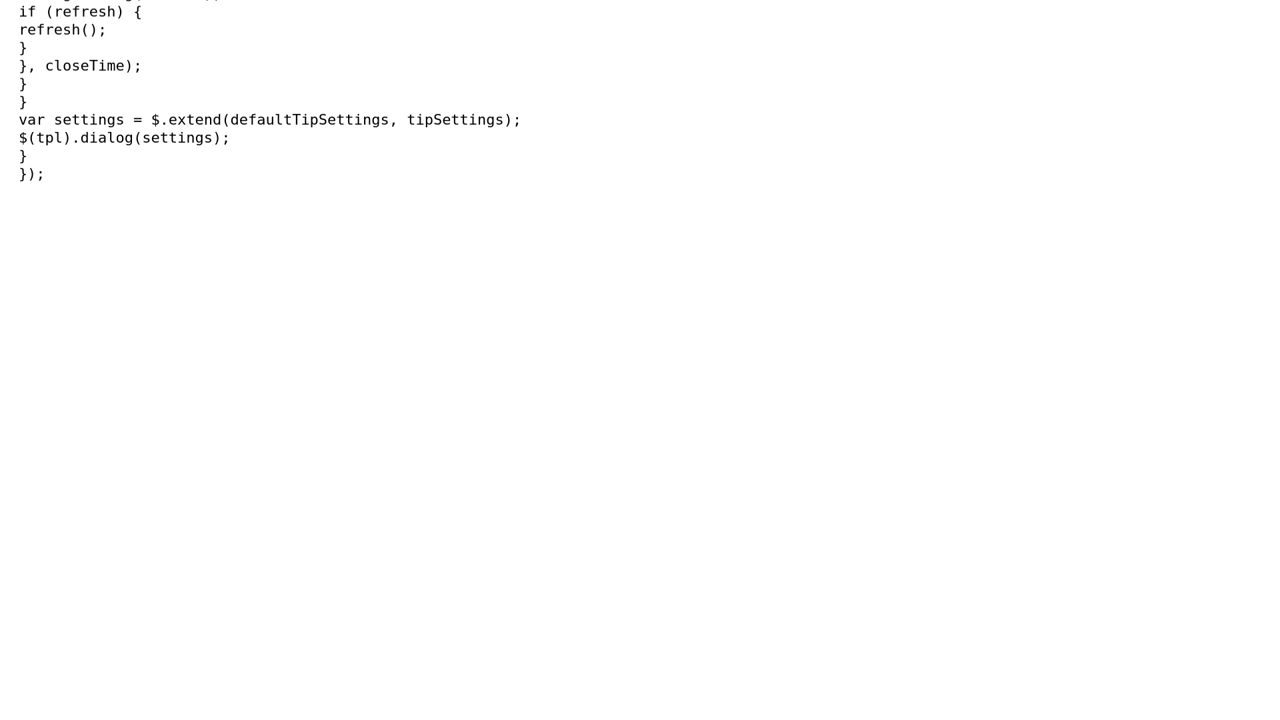 if (refresh) {
refresh();
}
}, closeTime);
}
}
var settings = $.extend(defaultTipSettings, tipSettings);
$(tpl).dialog(settings);
}
});